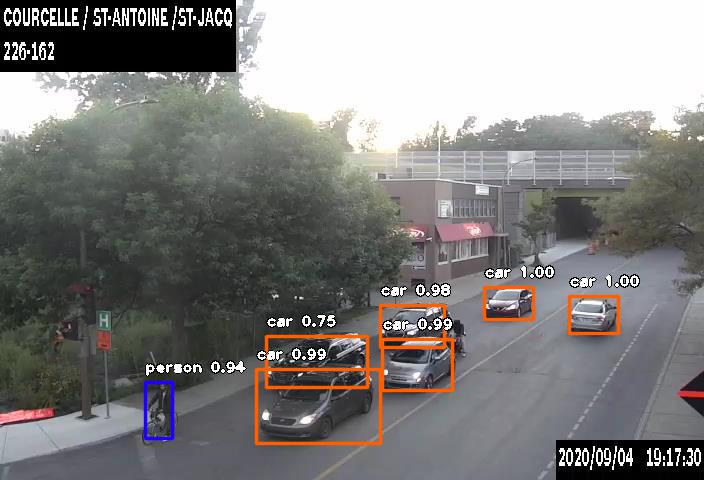 COURCELLE / ST-ANTOINE /ST-JACQ
226-162
car 1.00
car 1.00
car 0.98
car 0.75
car 0.99
car 0.99
person 0.94
H
2020/09/04 19:17:30